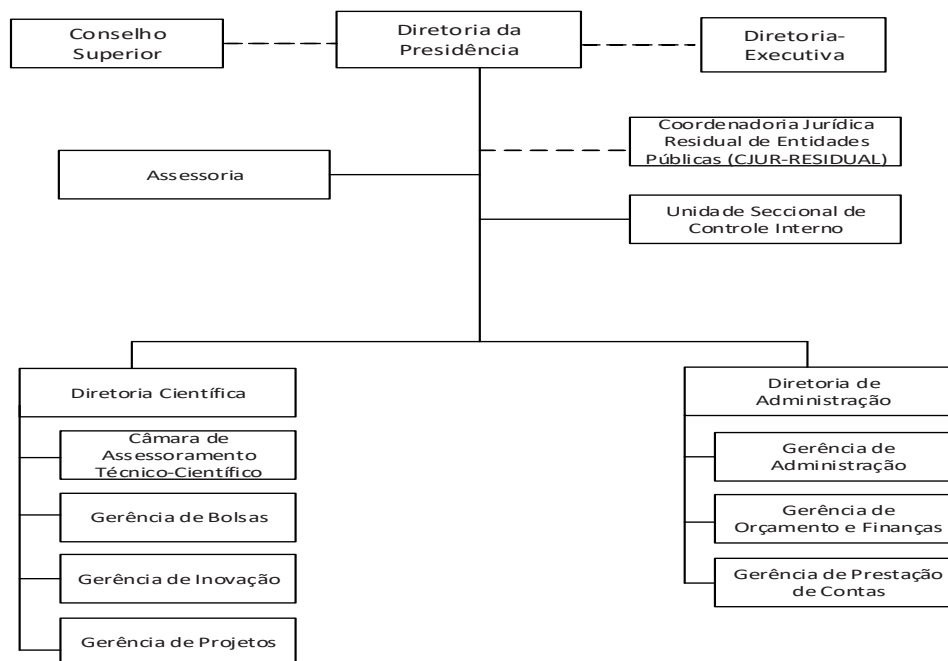 Conselho
Superior
Diretoria da
Presidência
Diretoria-
Executiva
Coordenadoria Jurídica
Residual de Entidades
Públicas (CJUR-RESIDUAL)
Assessoria
Unidade Seccional de
Controle Interno
Diretoria Científica
Câmara de
Assessoramento
Técnico-Científico
Gerência de Bolsas
Gerência de Inovação
Gerência de Projetos
Diretoria de
Administração
Gerência de
Administração
Gerência de
Orçamento e Finanças
Gerência de Prestação
de Contas